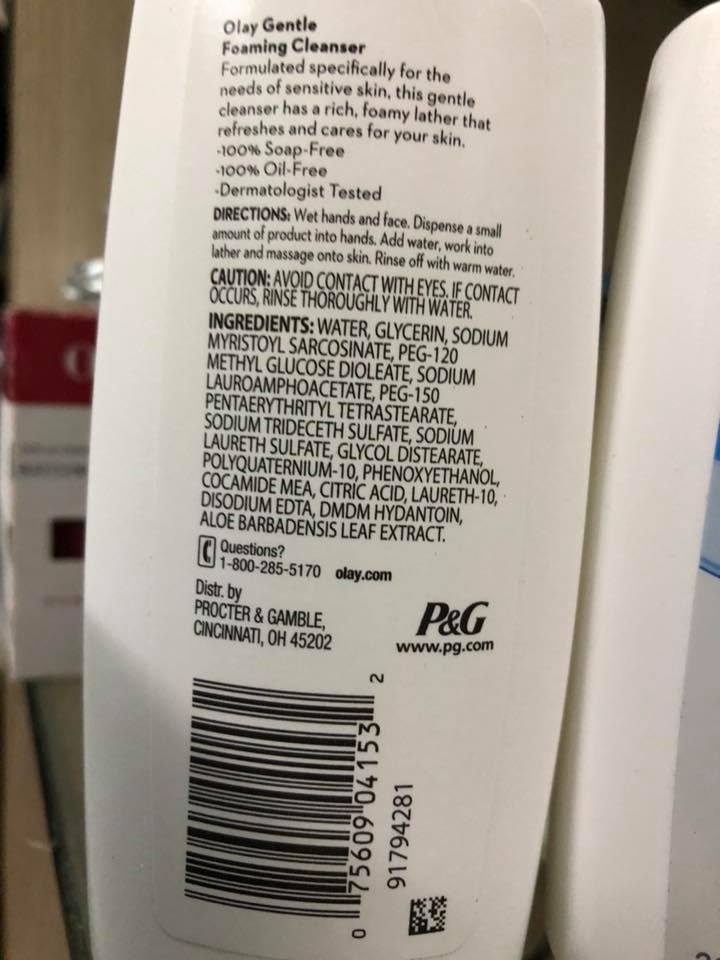 Olay Gentle
Foaming Cleanser
Formulated specifically for the
needs of sensitive skin, this gentle
cleanser has a rich, foamy lather that
refreshes and cares for your skin.
-100% Soap-Free
-100% Oil-Free
-Dermatologist Tested
DIRECTIONS: Wet hands and face. Dispense a small
amount of product into hands. Add water, work into
lather and massage onto skin. Rinse off with warm water.
CAUTION: AVOID CONTACT WITH EYES. IF CONTACT
OCCURS, RINSE THOROUGHLY WITH WATER.
INGREDIENTS: WATER, GLYCERIN, SODIUM
MYRISTOYL SARCOSINATE, PEG-120
METHYL GLUCOSE DIOLEATE, SODIUM
LAUROAMPHOACETATE, PEG-150
PENTAERYTHRITYL TETRASTEARATE,
SODIUM TRIDECETH SULFATE, SODIUM
LAURETH SULFATE, GLYCOL DISTEARATE,
POLYQUATERNIUM-10, PHENOXYETHANOL,
COCAMIDE MEA, CITRIC ACID, LAURETH-10,
DISODIUM EDTA, DMDM HYDANTOIN,
ALOE BARBADENSIS LEAF EXTRACT.
Questions?
1-800-285-5170 olay.com
Distr. by
PROCTER & GAMBLE,
CINCINNATI, OH 45202
P&G
www.pg.com
0 75609 04153 2
91794281